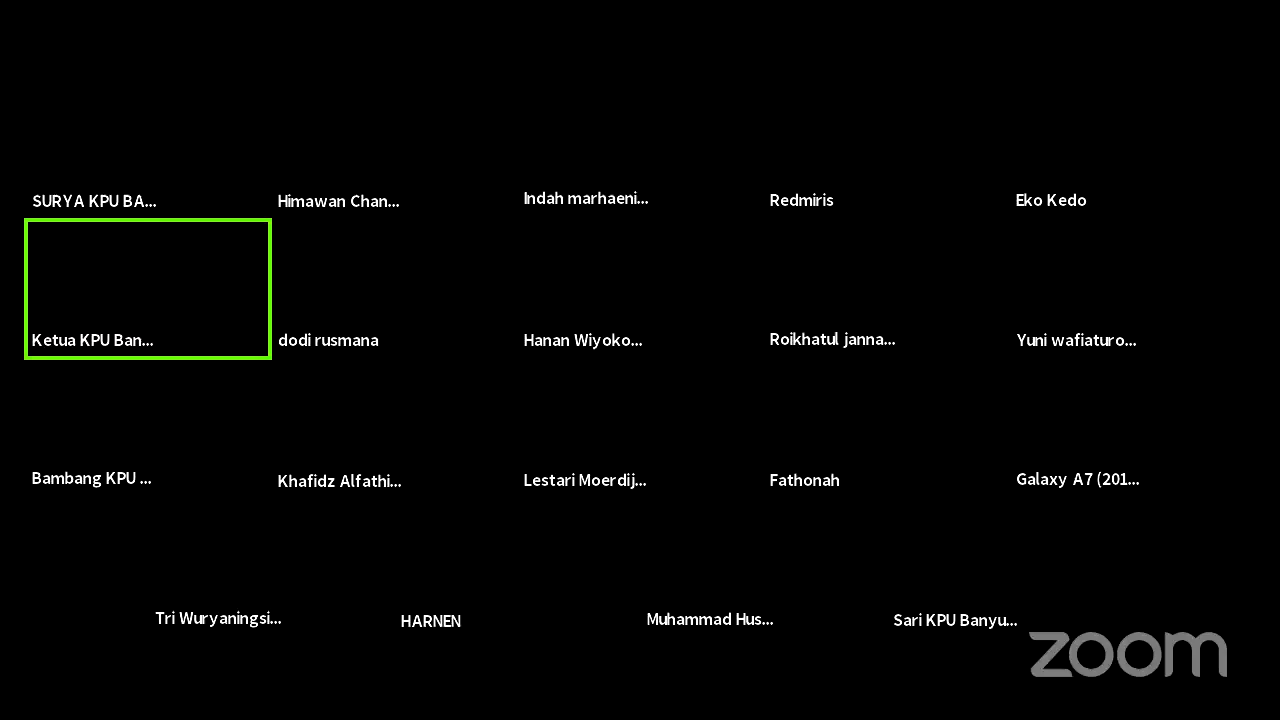 SURYA KPU BA...
Himawan Chan...
Indah marhaeni...
Redmiris
Eko Kedo
Ketua KPU Ban...
dodi rusmana
Hanan Wiyoko...
Roikhatul janna...
Yuni wafiaturo...
Bambang KPU ...
Khafidz Alfathi...
Lestari Moerdij...
Fathonah
Galaxy A7 (201...
Tri Wuryaningsi...
HARNEN
Muhammad Hus...
Sari KPU Banyu...
zoom